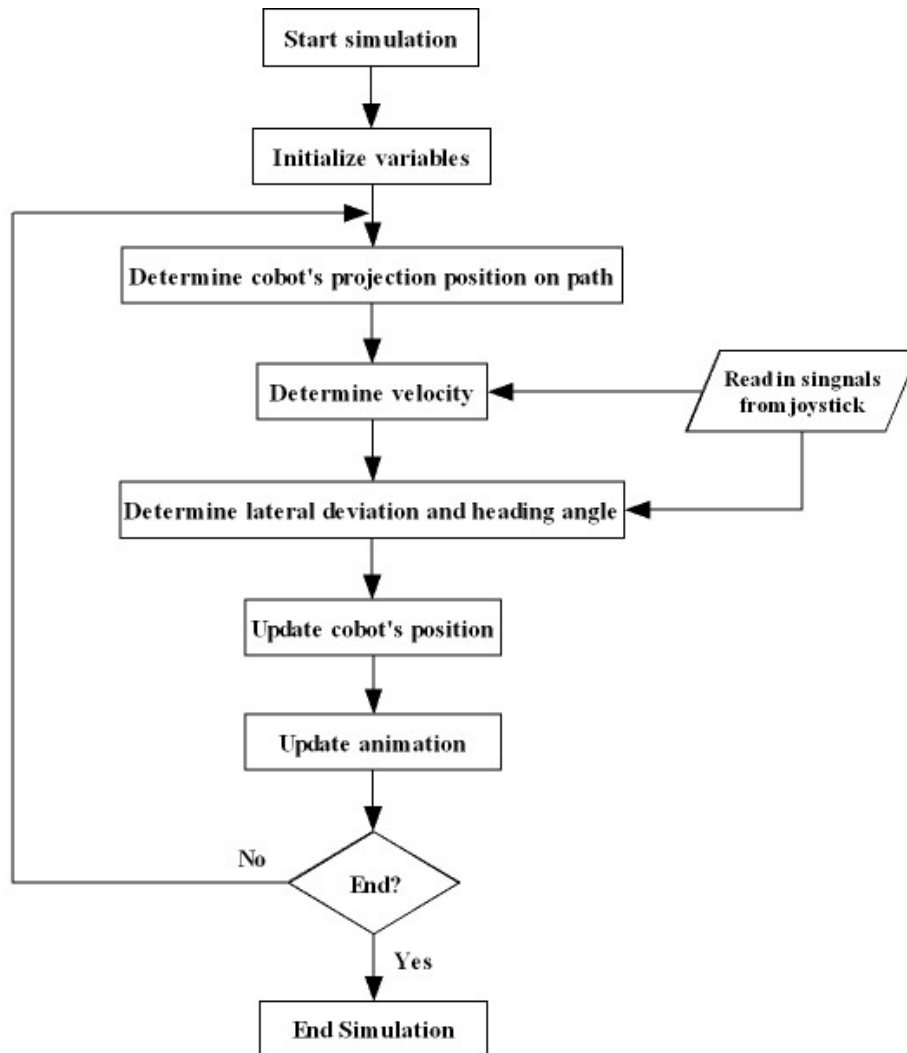 Start simulation
Initialize variables
Determine cobot's projection position on path
Determine velocity
Read in singnals
from joystick
Determine lateral deviation and heading angle
Update cobot's position
Update animation
No
End?
Yes
End Simulation